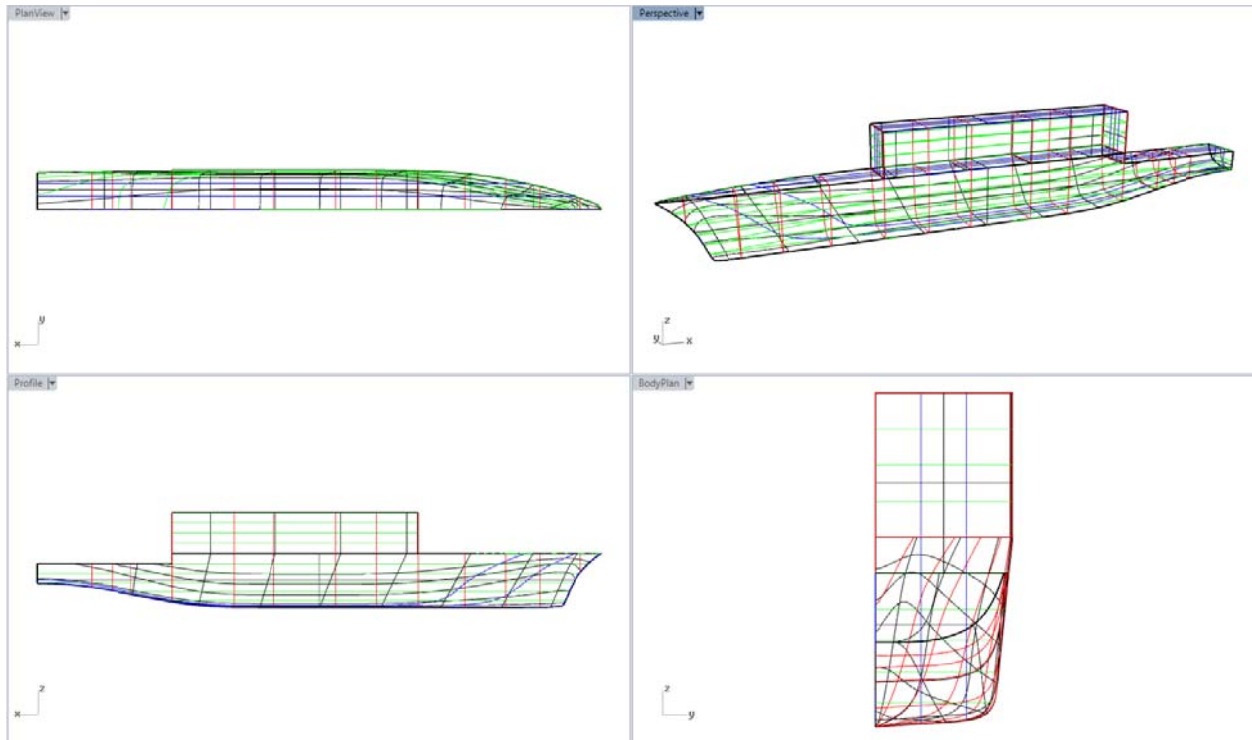 PlanView
Perspective
y
x
z
y x
Profile
BodyPlan
z
x
z
y